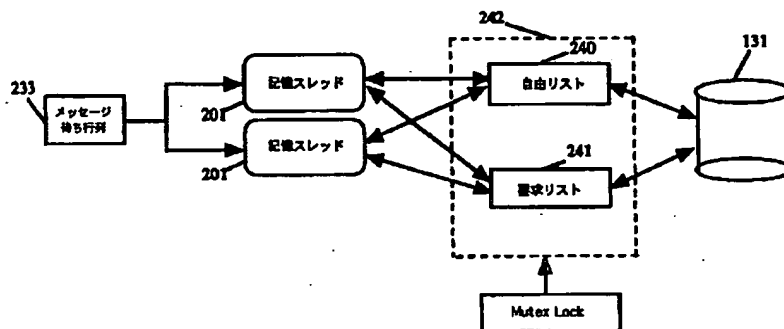 242
240
131
233
記憶スレッド
自由リスト
メッセージ
待ち行列
201
記憶スレッド
241
201
要求リスト
Mutex Lock